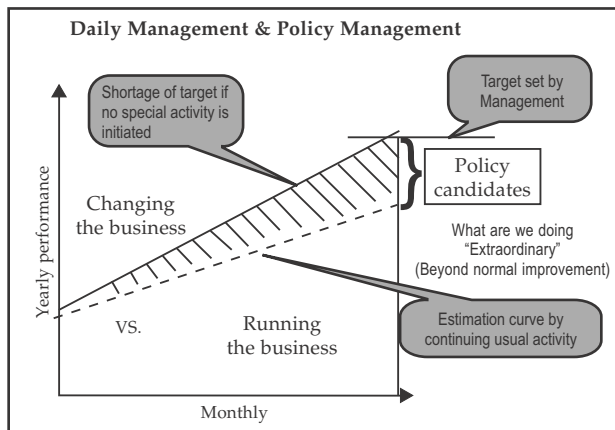 Daily Management & Policy Management
Shortage of target if
no special activity is
initiated
Target set by
Management
Policy
candidates
Changing
the business
What are we doing
“Extraordinary”
(Beyond normal improvement)
Yearly performance
VS.
Running
the business
Estimation curve by
continuing usual activity
Monthly